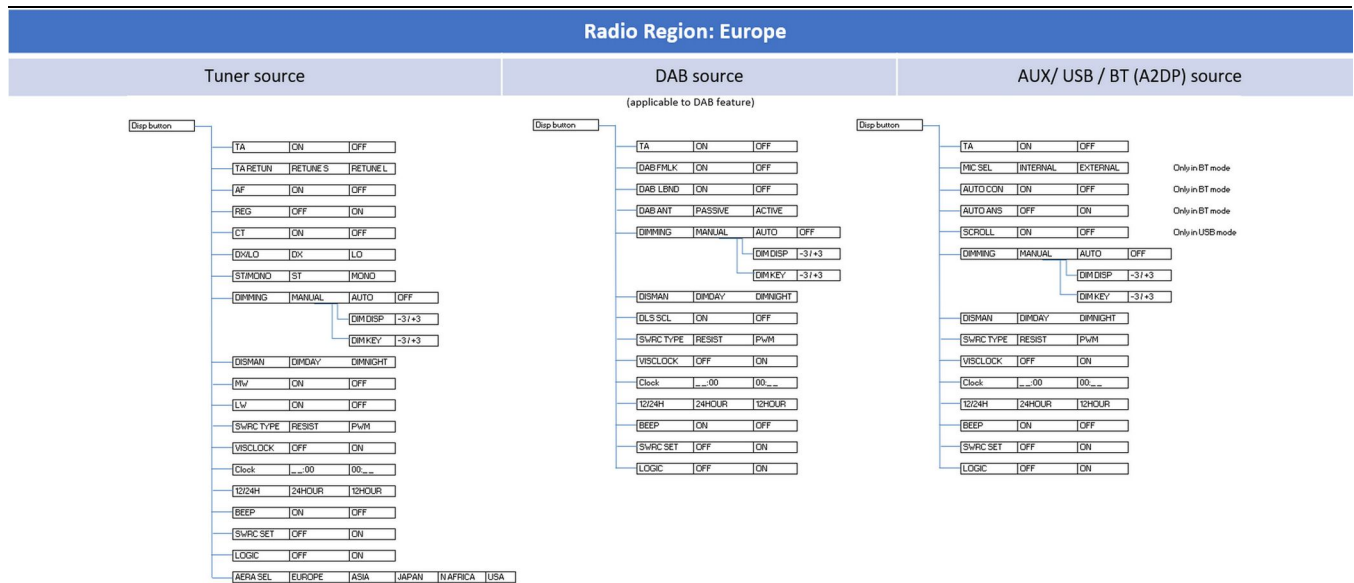 Radio Region: Europe
Tuner source
DAB source
AUX/ USB / BT (A2DP) source
(applicable to DAB feature)
Disp button
TA ON OFF
TA RETUN RETUNE S RETUNE L
AF ON OFF
REG OFF ON
CT ON OFF
DX/LO DX LO
ST/MONO ST MONO
DIMMING MANUAL AUTO OFF
DIM DISP -3 / +3
DIM KEY -3 / +3
DISMAN DIMDAY DIMNIGHT
MW ON OFF
LW ON OFF
SWRC TYPE RESIST PWM
VISCLOCK OFF ON
Clock _ _:00 00:_ _
12/24H 24HOUR 12HOUR
BEEP ON OFF
SWRC SET OFF ON
LOGIC OFF ON
AERA SEL EUROPE ASIA JAPAN N AFRICA USA
Disp button
TA ON OFF
DAB FMLK ON OFF
DAB LBND ON OFF
DAB ANT PASSIVE ACTIVE
DIMMING MANUAL AUTO OFF
DIM DISP -3 / +3
DIM KEY -3 / +3
DISMAN DIMDAY DIMNIGHT
DLS SCL ON OFF
SWRC TYPE RESIST PWM
VISCLOCK OFF ON
Clock _ _:00 00:_ _
12/24H 24HOUR 12HOUR
BEEP ON OFF
SWRC SET OFF ON
LOGIC OFF ON
Disp button
TA ON OFF
MIC SEL INTERNAL EXTERNAL Only in BT mode
AUTO CON ON OFF Only in BT mode
AUTO ANS OFF ON Only in BT mode
SCROLL ON OFF Only in USB mode
DIMMING MANUAL AUTO OFF
DIM DISP -3 / +3
DIM KEY -3 / +3
DISMAN DIMDAY DIMNIGHT
SWRC TYPE RESIST PWM
VISCLOCK OFF ON
Clock _ _:00 00:_ _
12/24H 24HOUR 12HOUR
BEEP ON OFF
SWRC SET OFF ON
LOGIC OFF ON